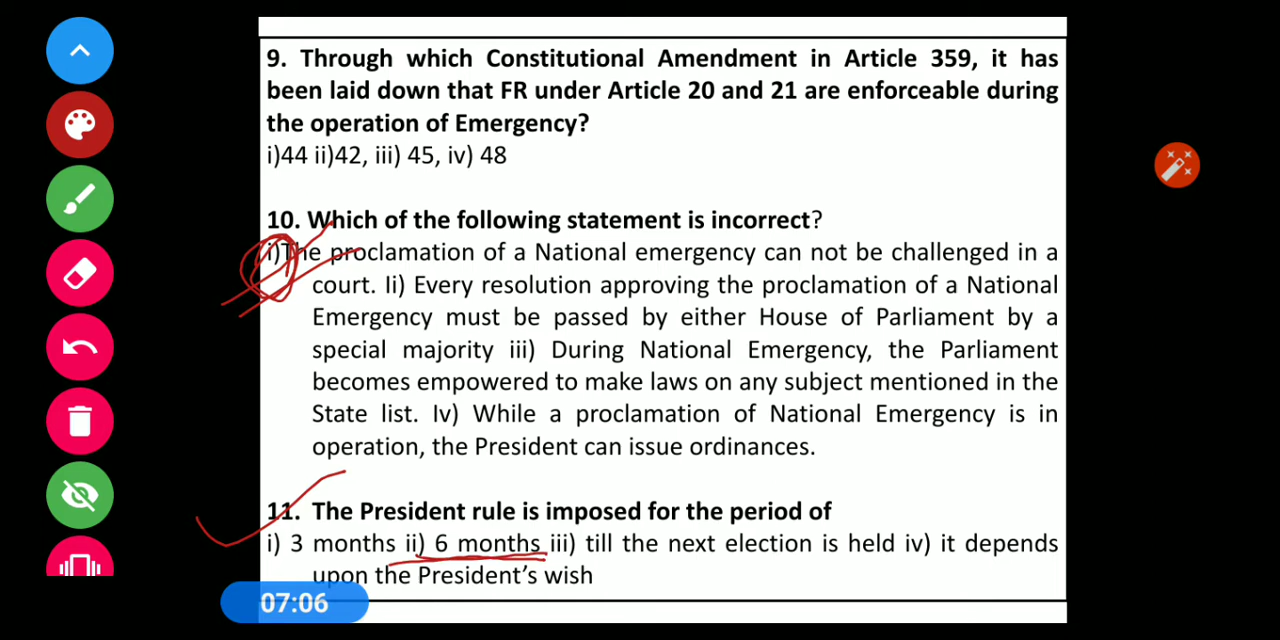 9. Through which Constitutional Amendment in Article 359, it has
been laid down that FR under Article 20 and 21 are enforceable during
the operation of Emergency?
i)44 ii)42, iii) 45, iv) 48
10. Which of the following statement is incorrect?
i)The proclamation of a National emergency can not be challenged in a
court. Ii) Every resolution approving the proclamation of a National
Emergency must be passed by either House of Parliament by a
special majority iii) During National Emergency, the Parliament
becomes empowered to make laws on any subject mentioned in the
State list. Iv) While a proclamation of National Emergency is in
operation, the President can issue ordinances.
11. The President rule is imposed for the period of
i) 3 months ii) 6 months iii) till the next election is held iv) it depends
upon the President's wish
07:06